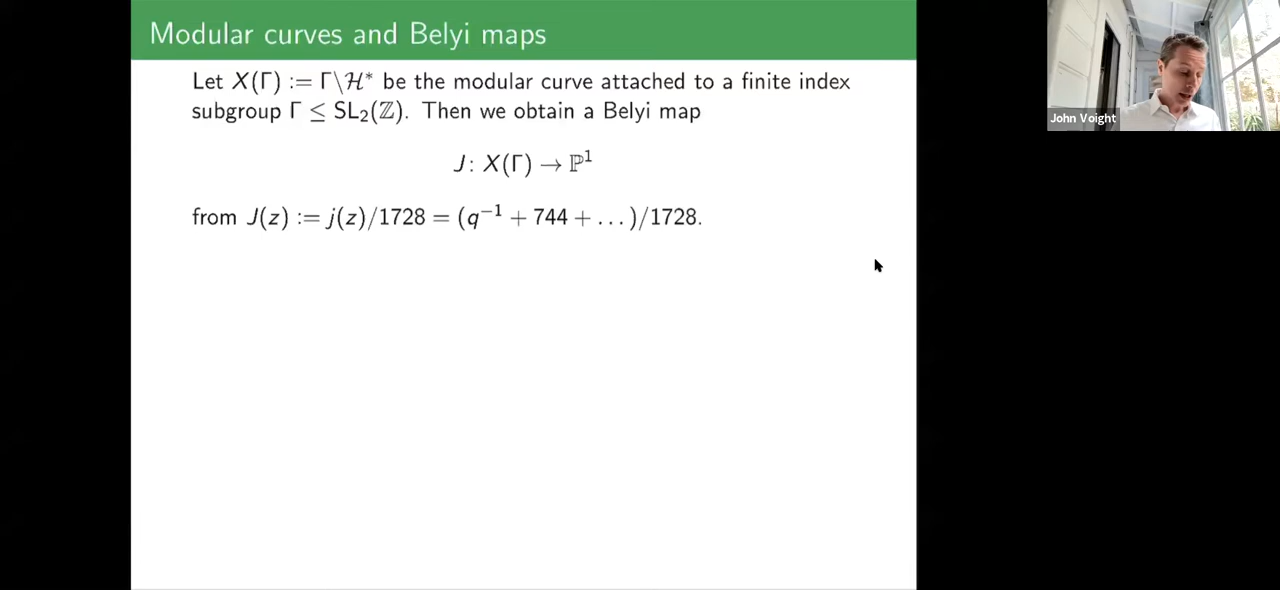 Modular curves and Belyi maps
Let X(Γ) := Γ\ℋ* be the modular curve attached to a finite index
subgroup Γ ≤ SL₂(ℤ). Then we obtain a Belyi map
J: X(Γ) → ℙ¹
from J(z) := j(z)/1728 = (q⁻¹ + 744 + ...)/1728.
John Voight